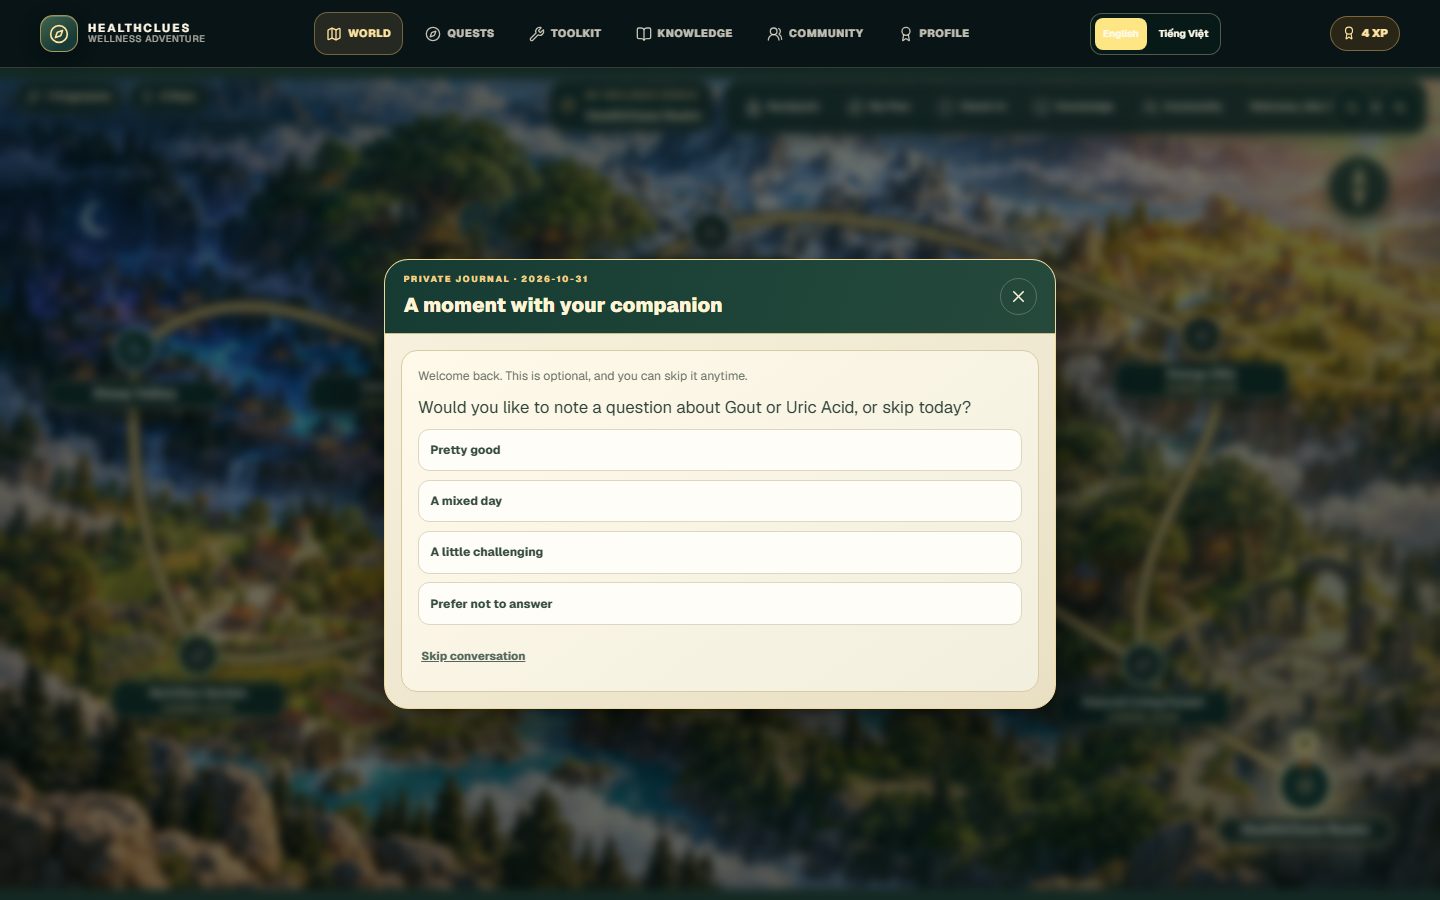 HEALTHCLUES
WELLNESS ADVENTURE
WORLD
QUESTS
TOOLKIT
KNOWLEDGE
COMMUNITY
PROFILE
English
Tiếng Việt
4 XP
PRIVATE JOURNAL · 2026-10-31
A moment with your companion
Welcome back. This is optional, and you can skip it anytime.
Would you like to note a question about Gout or Uric Acid, or skip today?
Pretty good
A mixed day
A little challenging
Prefer not to answer
Skip conversation